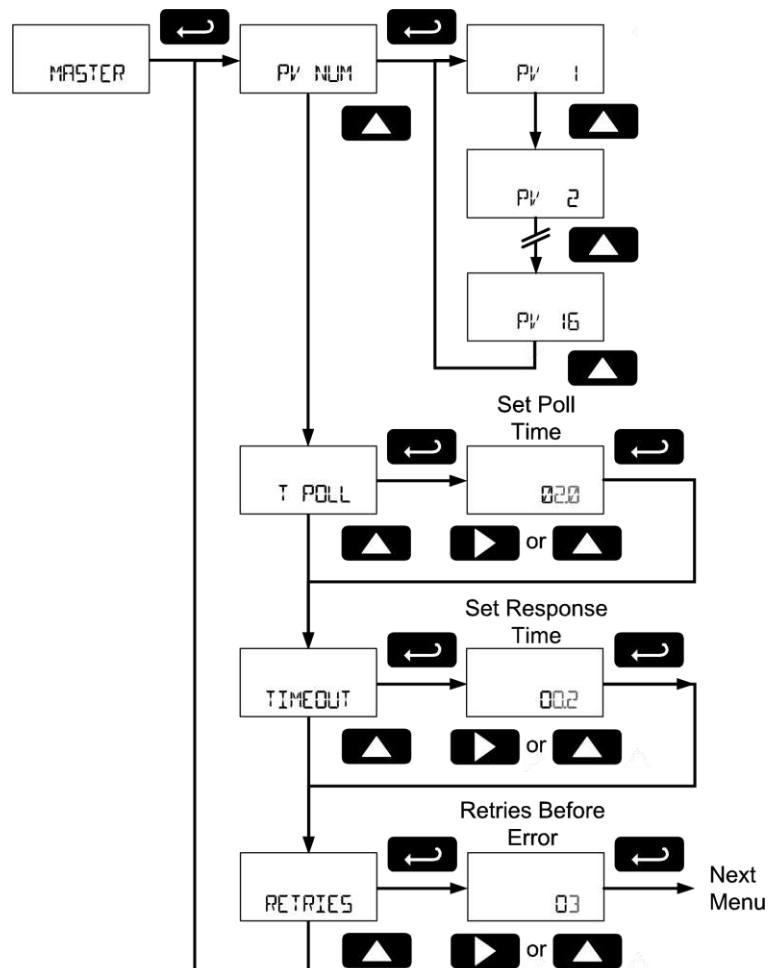 MASTER
PV NUM
PV 1
PV 2
PV 16
Set Poll
Time
T POLL
02.0
or
Set Response
Time
TIMEOUT
00.2
or
Retries Before
Error
RETRIES
03
Next
Menu
or